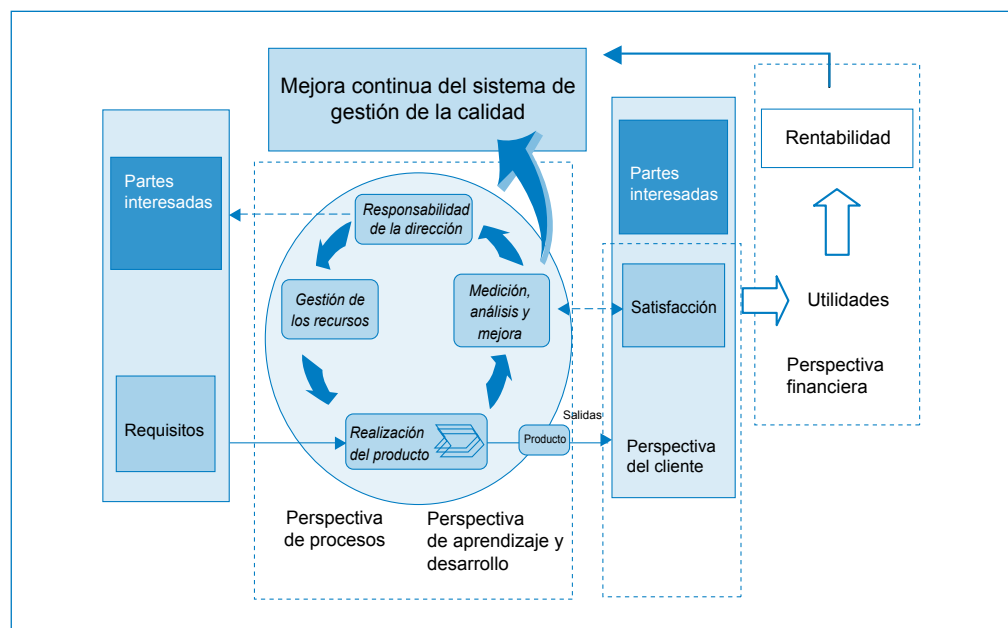 Mejora continua del sistema de
gestión de la calidad
Partes
interesadas
Requisitos
Responsabilidad
de la dirección
Gestión de
los recursos
Medición,
análisis y
mejora
Realización
del producto
Salidas
Producto
Perspectiva
de procesos
Perspectiva
de aprendizaje y
desarrollo
Partes
interesadas
Satisfacción
Perspectiva
del cliente
Rentabilidad
Utilidades
Perspectiva
financiera